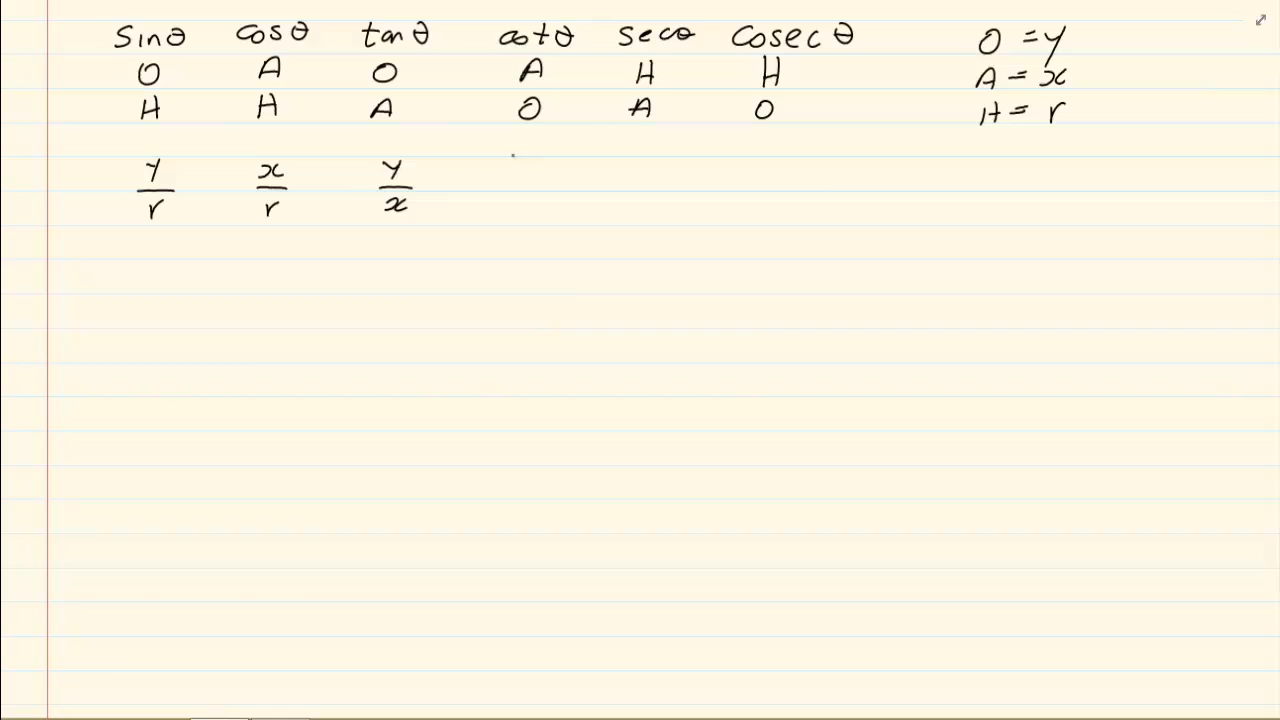 sinθ cosθ tanθ cotθ secθ cosecθ O = y
O A O A H H A = x
H H A O A O H = r
y x y
r r x